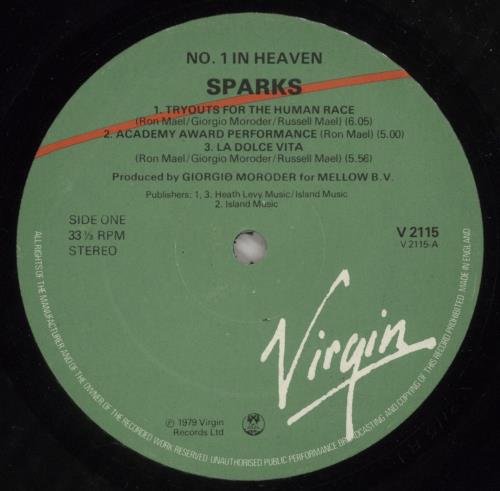 NO. 1 IN HEAVEN
SPARKS
1. TRYOUTS FOR THE HUMAN RACE
(Ron Mael/Giorgio Moroder/Russell Mael) (6.05)
2. ACADEMY AWARD PERFORMANCE (Ron Mael) (5.00)
3. LA DOLCE VITA
(Ron Mael/Giorgio Moroder/Russell Mael) (5.56)
Produced by GIORGIO MORODER for MELLOW B.V.
Publishers: 1, 3. Heath Levy Music/Island Music
2. Island Music
SIDE ONE
33 ⅓ RPM
STEREO
V 2115
V 2115-A
Virgin
℗ 1979 Virgin
Records Ltd
ALL RIGHTS OF THE MANUFACTURER AND OF THE OWNER OF THE RECORDED WORK RESERVED. UNAUTHORISED PUBLIC PERFORMANCE BROADCASTING AND COPYING OF THIS RECORD PROHIBITED. MADE IN ENGLAND